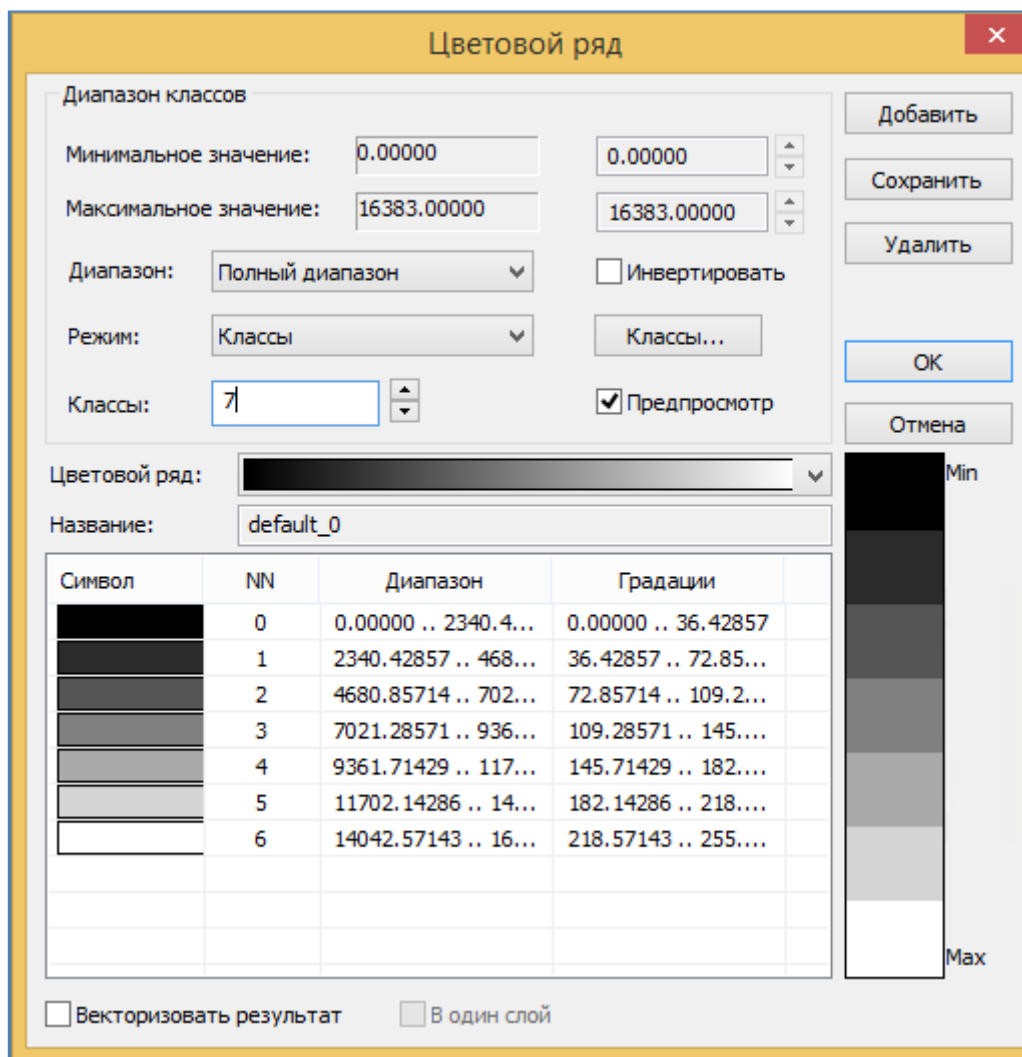 Цветовой ряд
Диапазон классов
Минимальное значение: 0.00000 0.00000
Максимальное значение: 16383.00000 16383.00000
Диапазон: Полный диапазон Инвертировать
Режим: Классы Классы...
Классы: 7 Предпросмотр
Добавить
Сохранить
Удалить
OK
Отмена
Цветовой ряд:
Название: default_0
Символ NN Диапазон Градации
0 0.00000 .. 2340.4... 0.00000 .. 36.42857
1 2340.42857 .. 468... 36.42857 .. 72.85...
2 4680.85714 .. 702... 72.85714 .. 109.2...
3 7021.28571 .. 936... 109.28571 .. 145....
4 9361.71429 .. 117... 145.71429 .. 182....
5 11702.14286 .. 14... 182.14286 .. 218....
6 14042.57143 .. 16... 218.57143 .. 255....
Min
Max
Векторизовать результат В один слой